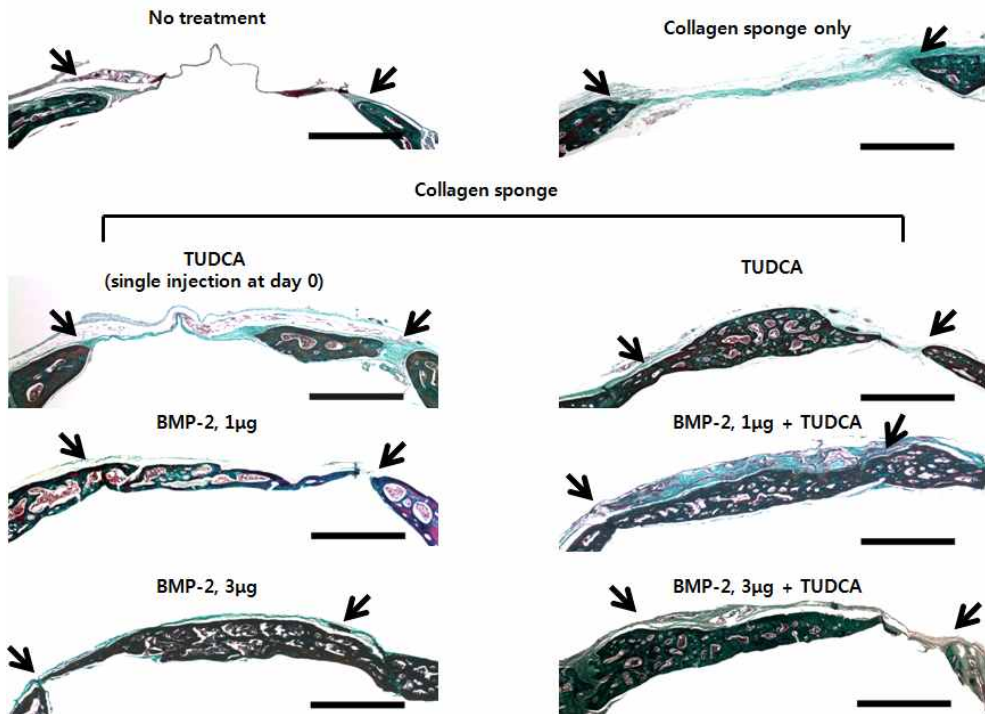 No treatment
Collagen sponge only
Collagen sponge
TUDCA
(single injection at day 0)
TUDCA
BMP-2, 1µg
BMP-2, 1µg + TUDCA
BMP-2, 3µg
BMP-2, 3µg + TUDCA